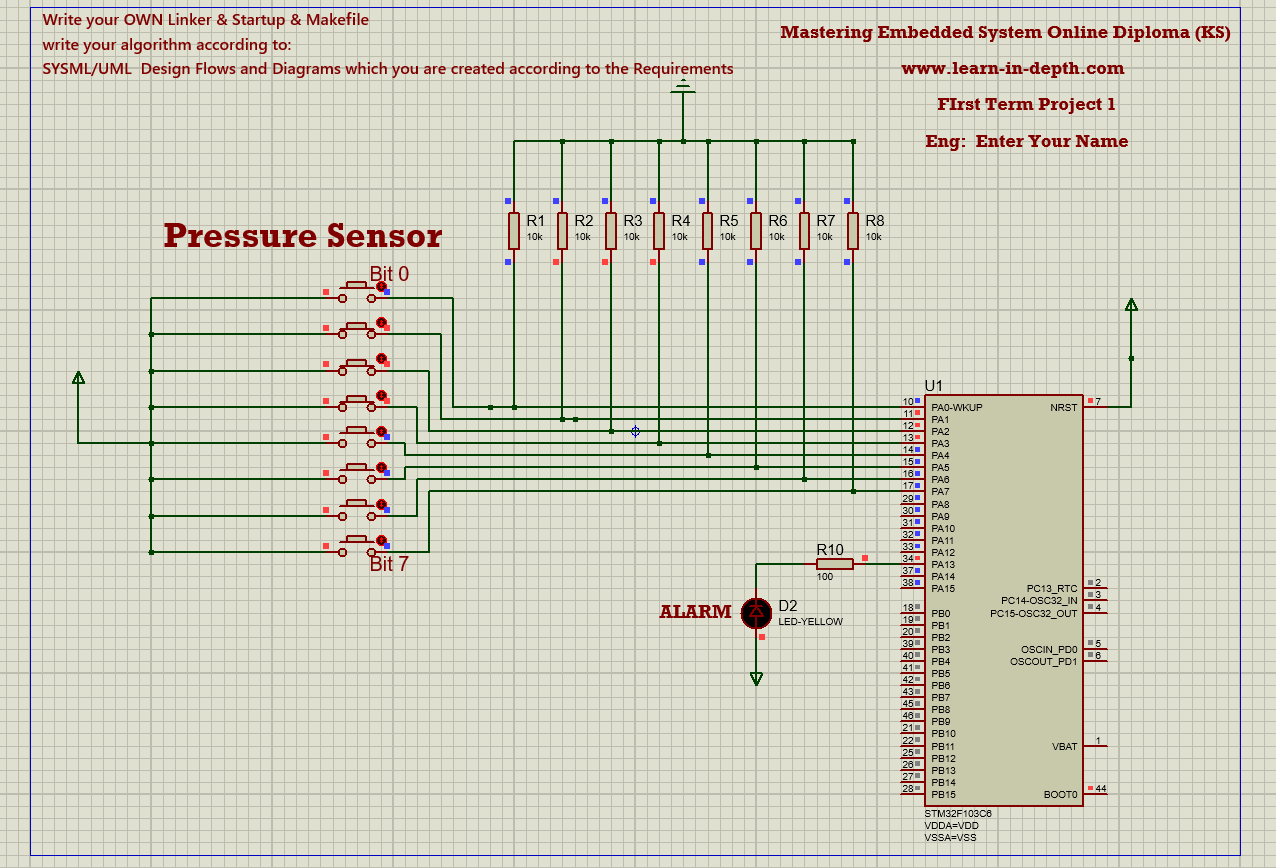 Write your OWN Linker & Startup & Makefile
write your algorithm according to:
SYSML/UML Design Flows and Diagrams which you are created according to the Requirements
Mastering Embedded System Online Diploma (KS)
www.learn-in-depth.com
FIrst Term Project 1
Eng: Enter Your Name
R1
10k
R2
10k
R3
10k
R4
10k
R5
10k
R6
10k
R7
10k
R8
10k
Pressure Sensor
Bit 0
Bit 7
R10
100
ALARM
D2
LED-YELLOW
U1
10 PA0-WKUP
11 PA1
12 PA2
13 PA3
14 PA4
15 PA5
16 PA6
17 PA7
29 PA8
30 PA9
31 PA10
32 PA11
33 PA12
34 PA13
37 PA14
38 PA15
18 PB0
19 PB1
20 PB2
39 PB3
40 PB4
41 PB5
42 PB6
43 PB7
45 PB8
46 PB9
21 PB10
22 PB11
25 PB12
26 PB13
27 PB14
28 PB15
NRST 7
PC13_RTC 2
PC14-OSC32_IN 3
PC15-OSC32_OUT 4
OSCIN_PD0 5
OSCOUT_PD1 6
VBAT 1
BOOT0 44
STM32F103C6
VDDA=VDD
VSSA=VSS